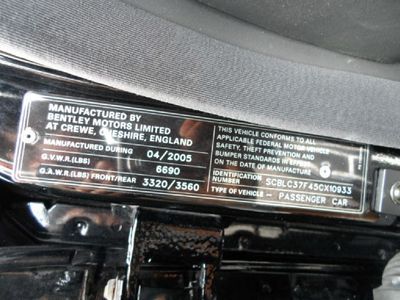 MANUFACTURED BY
BENTLEY MOTORS LIMITED
AT CREWE, CHESHIRE, ENGLAND
MANUFACTURED DURING 04/2005
G.V.W.R.(LBS) 6690
G.A.W.R.(LBS) FRONT/REAR 3320/3560
THIS VEHICLE CONFORMS TO ALL
APPLICABLE FEDERAL MOTOR VEHICLE
SAFETY, THEFT PREVENTION AND
BUMPER STANDARDS IN EFFECT
ON THE DATE OF MANUFACTURE
IDENTIFICATION
NUMBER SCBLC37F45CX10933
TYPE OF VEHICLE – PASSENGER CAR